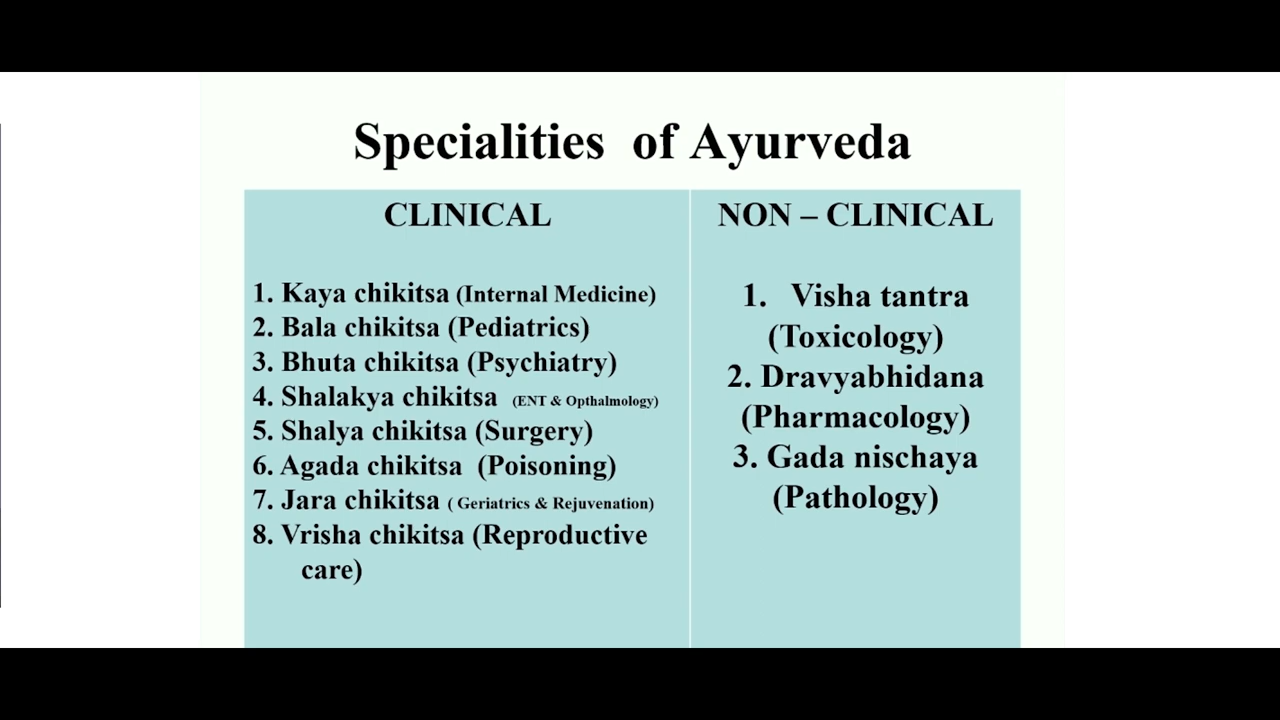 Specialities of Ayurveda
CLINICAL
1. Kaya chikitsa (Internal Medicine)
2. Bala chikitsa (Pediatrics)
3. Bhuta chikitsa (Psychiatry)
4. Shalakya chikitsa (ENT & Opthalmology)
5. Shalya chikitsa (Surgery)
6. Agada chikitsa (Poisoning)
7. Jara chikitsa ( Geriatrics & Rejuvenation)
8. Vrisha chikitsa (Reproductive
care)
NON – CLINICAL
1. Visha tantra
(Toxicology)
2. Dravyabhidana
(Pharmacology)
3. Gada nischaya
(Pathology)